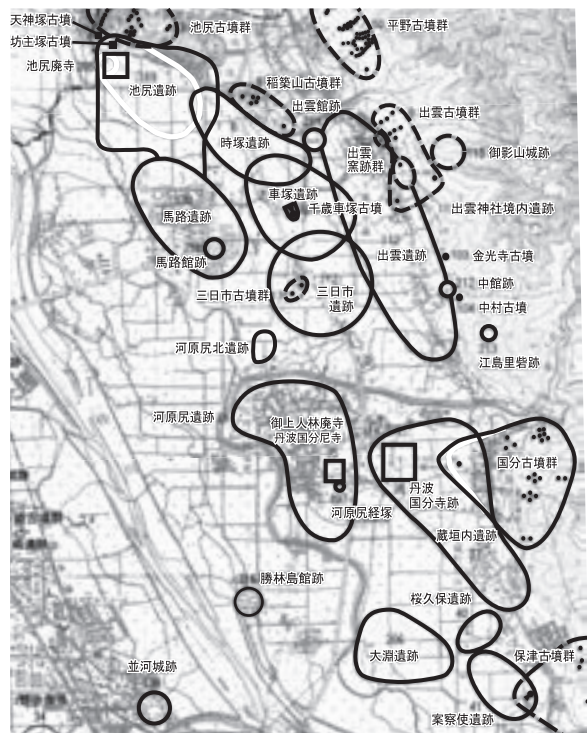 天神塚古墳
坊主塚古墳
池尻廃寺
池尻古墳群
平野古墳群
池尻遺跡
稲築山古墳群
出雲館跡
出雲古墳群
時塚遺跡
出雲
窯跡群
御影山城跡
車塚遺跡
千歳車塚古墳
出雲神社境内遺跡
馬路遺跡
馬路館跡
出雲遺跡
金光寺古墳
中館跡
三日市古墳群
三日市
遺跡
中村古墳
河原尻北遺跡
江島里砦跡
河原尻遺跡
御上人林廃寺
丹波国分尼寺
国分古墳群
丹波
国分寺跡
河原尻経塚
蔵垣内遺跡
勝林島館跡
桜久保遺跡
大淵遺跡
保津古墳群
並河城跡
案察使遺跡